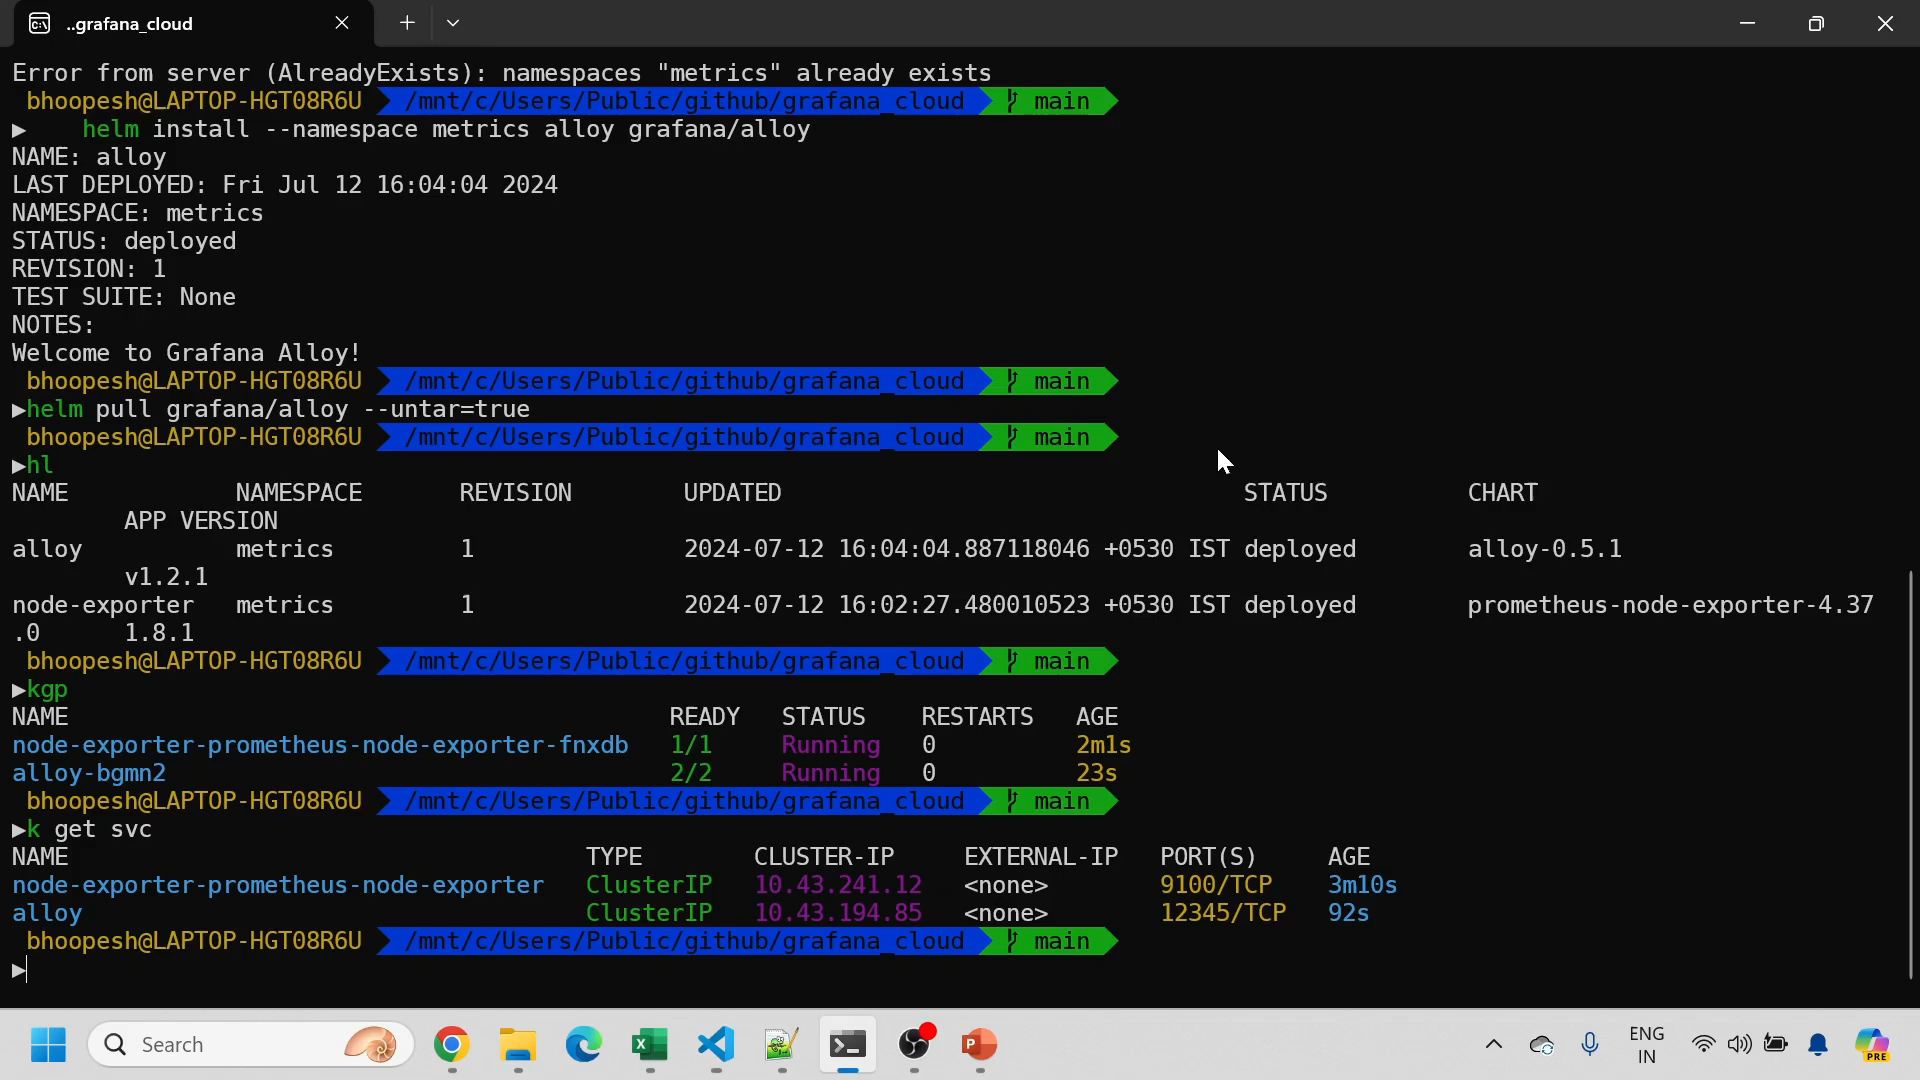 ..grafana_cloud
Error from server (AlreadyExists): namespaces "metrics" already exists
bhoopesh@LAPTOP-HGT08R6U /mnt/c/Users/Public/github/grafana_cloud main
▶ helm install --namespace metrics alloy grafana/alloy
NAME: alloy
LAST DEPLOYED: Fri Jul 12 16:04:04 2024
NAMESPACE: metrics
STATUS: deployed
REVISION: 1
TEST SUITE: None
NOTES:
Welcome to Grafana Alloy!
bhoopesh@LAPTOP-HGT08R6U /mnt/c/Users/Public/github/grafana_cloud main
▶helm pull grafana/alloy --untar=true
bhoopesh@LAPTOP-HGT08R6U /mnt/c/Users/Public/github/grafana_cloud main
▶hl
NAME NAMESPACE REVISION UPDATED STATUS CHART
APP VERSION
alloy metrics 1 2024-07-12 16:04:04.887118046 +0530 IST deployed alloy-0.5.1
v1.2.1
node-exporter metrics 1 2024-07-12 16:02:27.480010523 +0530 IST deployed prometheus-node-exporter-4.37
.0 1.8.1
bhoopesh@LAPTOP-HGT08R6U /mnt/c/Users/Public/github/grafana_cloud main
▶kgp
NAME READY STATUS RESTARTS AGE
node-exporter-prometheus-node-exporter-fnxdb 1/1 Running 0 2m1s
alloy-bgmn2 2/2 Running 0 23s
bhoopesh@LAPTOP-HGT08R6U /mnt/c/Users/Public/github/grafana_cloud main
▶k get svc
NAME TYPE CLUSTER-IP EXTERNAL-IP PORT(S) AGE
node-exporter-prometheus-node-exporter ClusterIP 10.43.241.12 <none> 9100/TCP 3m10s
alloy ClusterIP 10.43.194.85 <none> 12345/TCP 92s
bhoopesh@LAPTOP-HGT08R6U /mnt/c/Users/Public/github/grafana_cloud main
▶
Search
ENG
IN
PRE